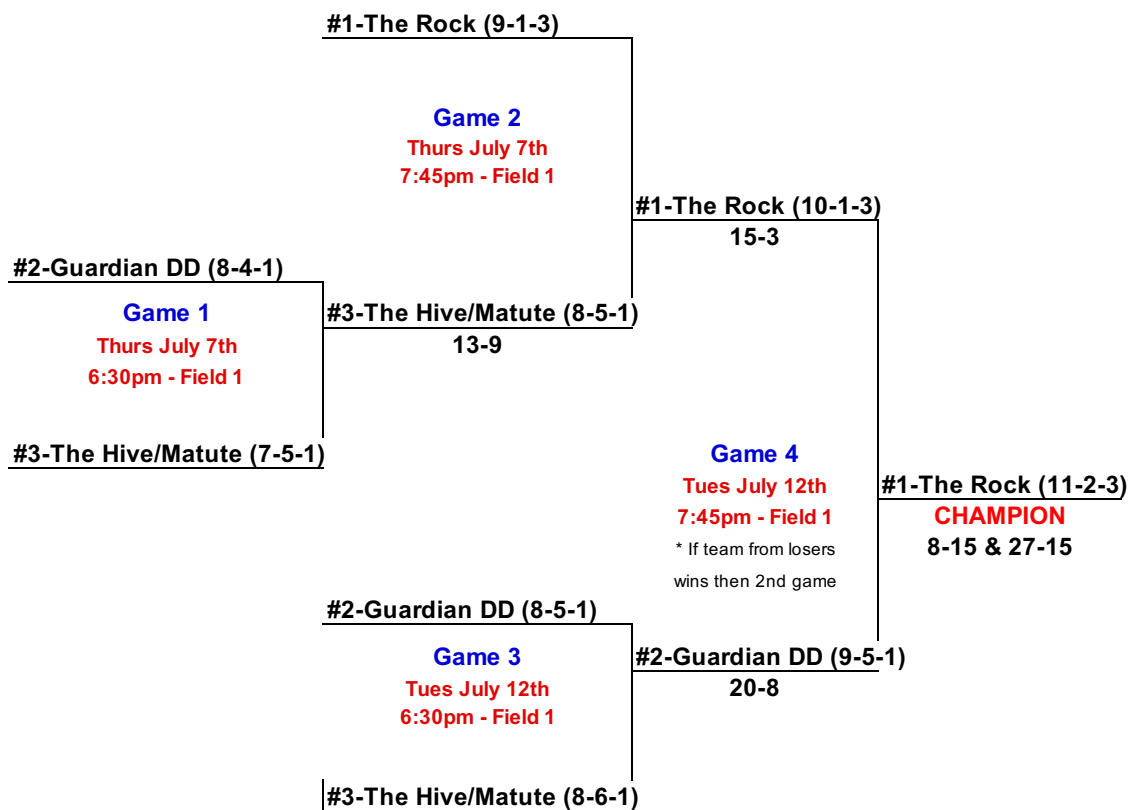 #1-The Rock (9-1-3)
Game 2
Thurs July 7th
7:45pm - Field 1
#1-The Rock (10-1-3)
15-3
#2-Guardian DD (8-4-1)
Game 1
Thurs July 7th
6:30pm - Field 1
#3-The Hive/Matute (8-5-1)
13-9
#3-The Hive/Matute (7-5-1)
Game 4
Tues July 12th
7:45pm - Field 1
* If team from losers
wins then 2nd game
#1-The Rock (11-2-3)
CHAMPION
8-15 & 27-15
#2-Guardian DD (8-5-1)
Game 3
Tues July 12th
6:30pm - Field 1
#2-Guardian DD (9-5-1)
20-8
#3-The Hive/Matute (8-6-1)